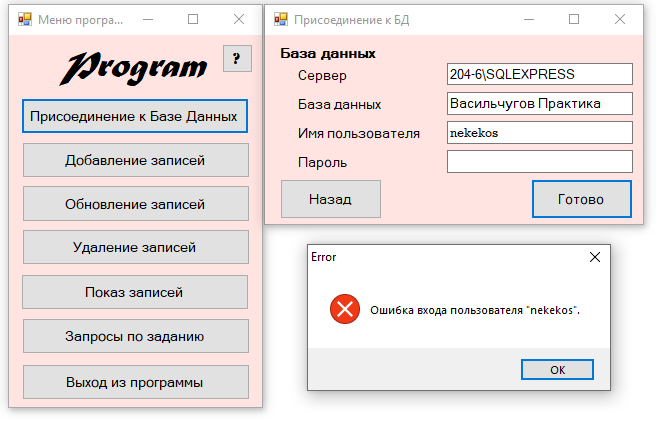 Меню програ...
Program
?
Присоединение к Базе Данных
Добавление записей
Обновление записей
Удаление записей
Показ записей
Запросы по заданию
Выход из программы
Присоединение к БД
База данных
Сервер
204-6\SQLEXPRESS
База данных
Васильчугов Практика
Имя пользователя
nekekos
Пароль
Назад
Готово
Error
Ошибка входа пользователя "nekekos".
OK